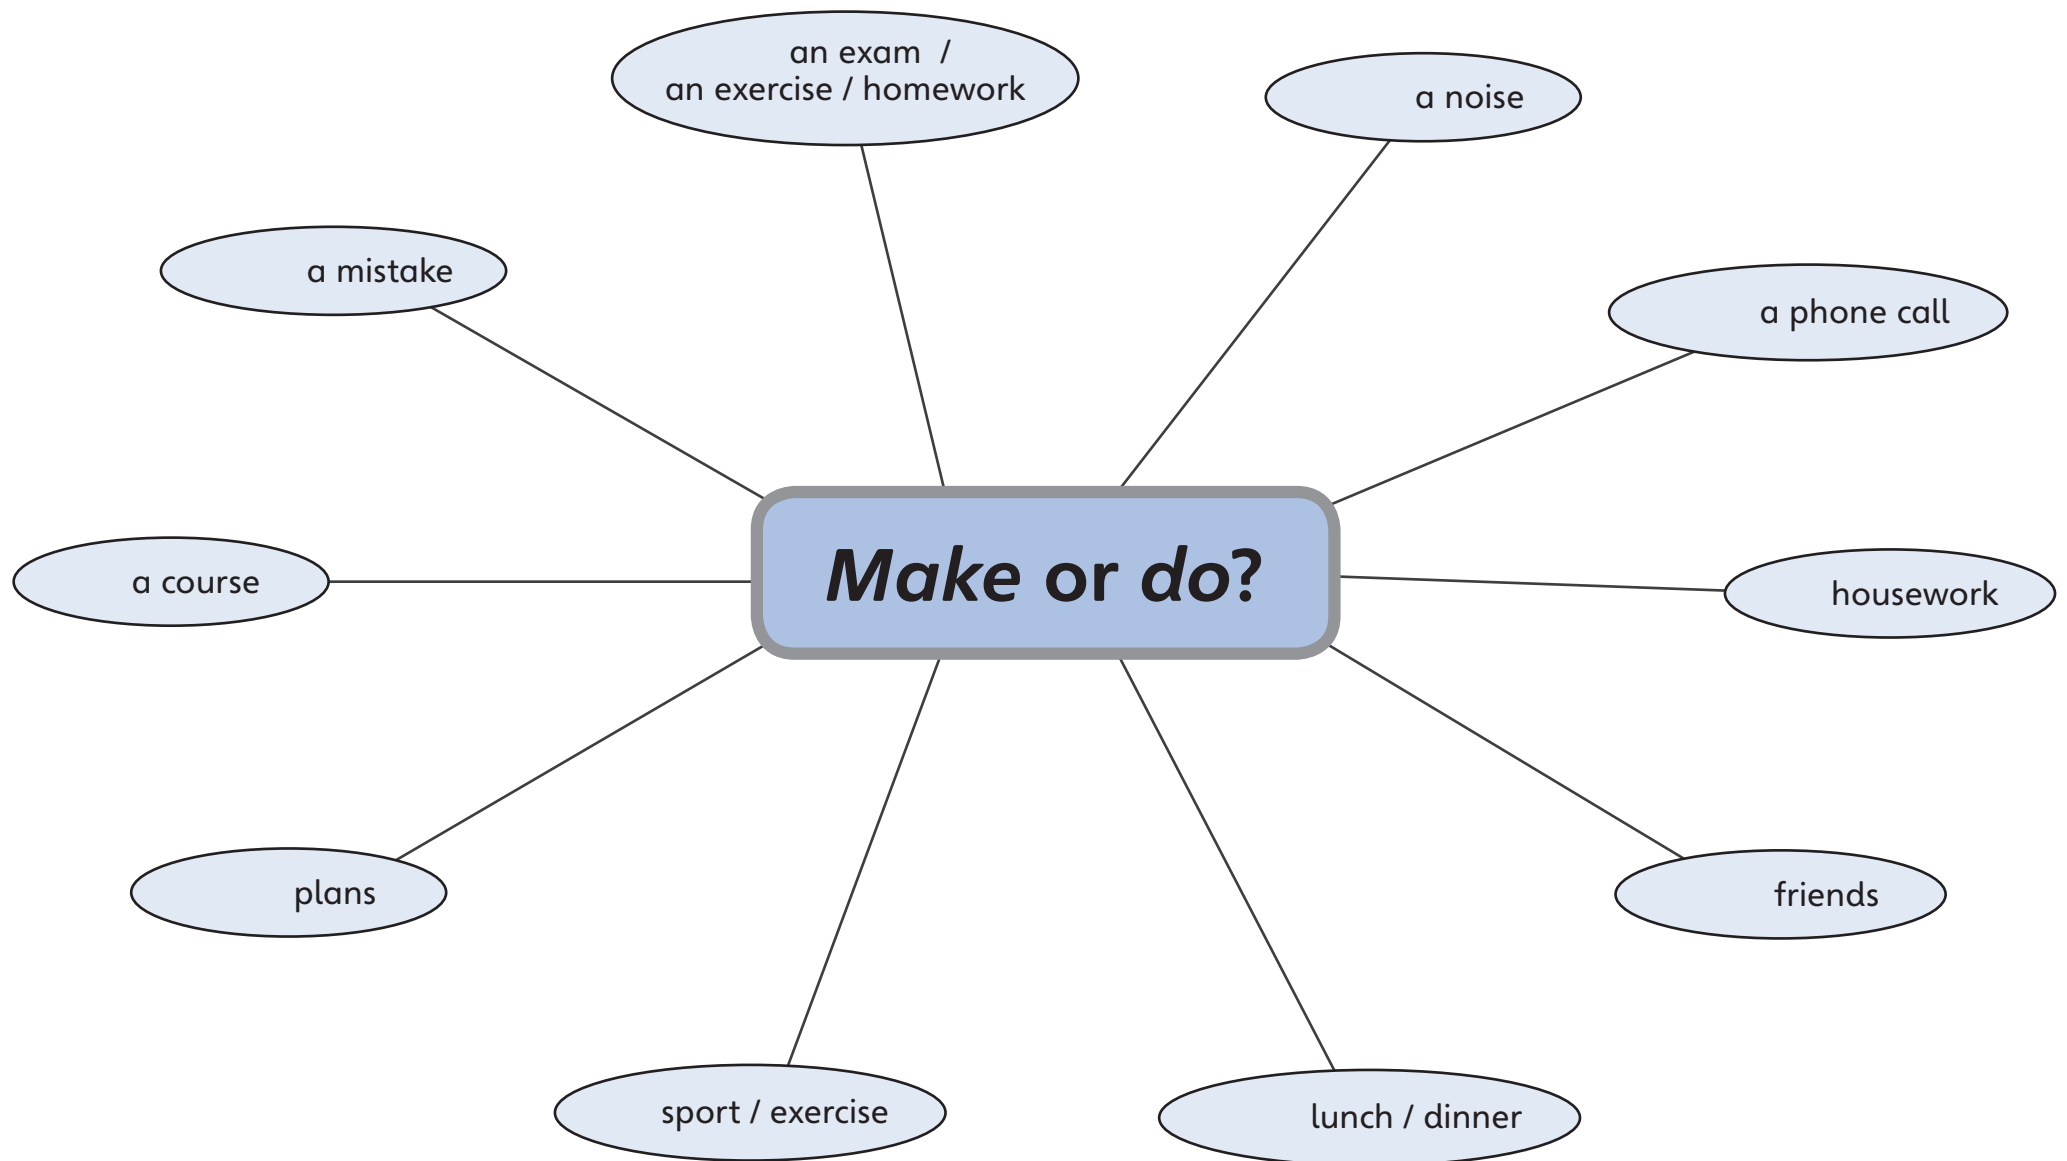 an exam /
an exercise / homework
a noise
a mistake
a phone call
Make or do?
a course
housework
plans
friends
sport / exercise
lunch / dinner